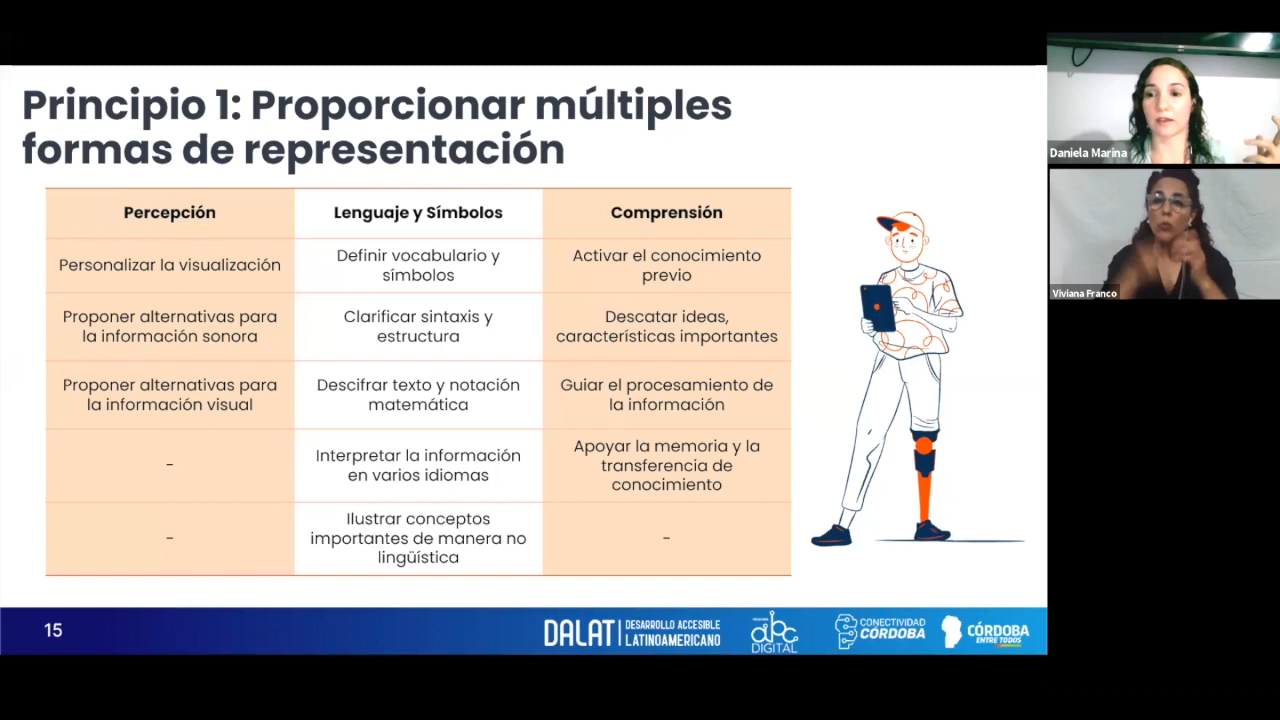 Principio 1: Proporcionar múltiples
formas de representación
Percepción
Lenguaje y Símbolos
Comprensión
Personalizar la visualización
Definir vocabulario y
símbolos
Activar el conocimiento
previo
Proponer alternativas para
la información sonora
Clarificar sintaxis y
estructura
Descatar ideas,
características importantes
Proponer alternativas para
la información visual
Descifrar texto y notación
matemática
Guiar el procesamiento de
la información
-
Interpretar la información
en varios idiomas
Apoyar la memoria y la
transferencia de
conocimiento
-
Ilustrar conceptos
importantes de manera no
lingüística
-
Daniela Marina
Viviana Franco
15
DALAT
DESARROLLO ACCESIBLE
LATINOAMERICANO
abc
DIGITAL
CONECTIVIDAD
CÓRDOBA
CÓRDOBA
ENTRE TODOS